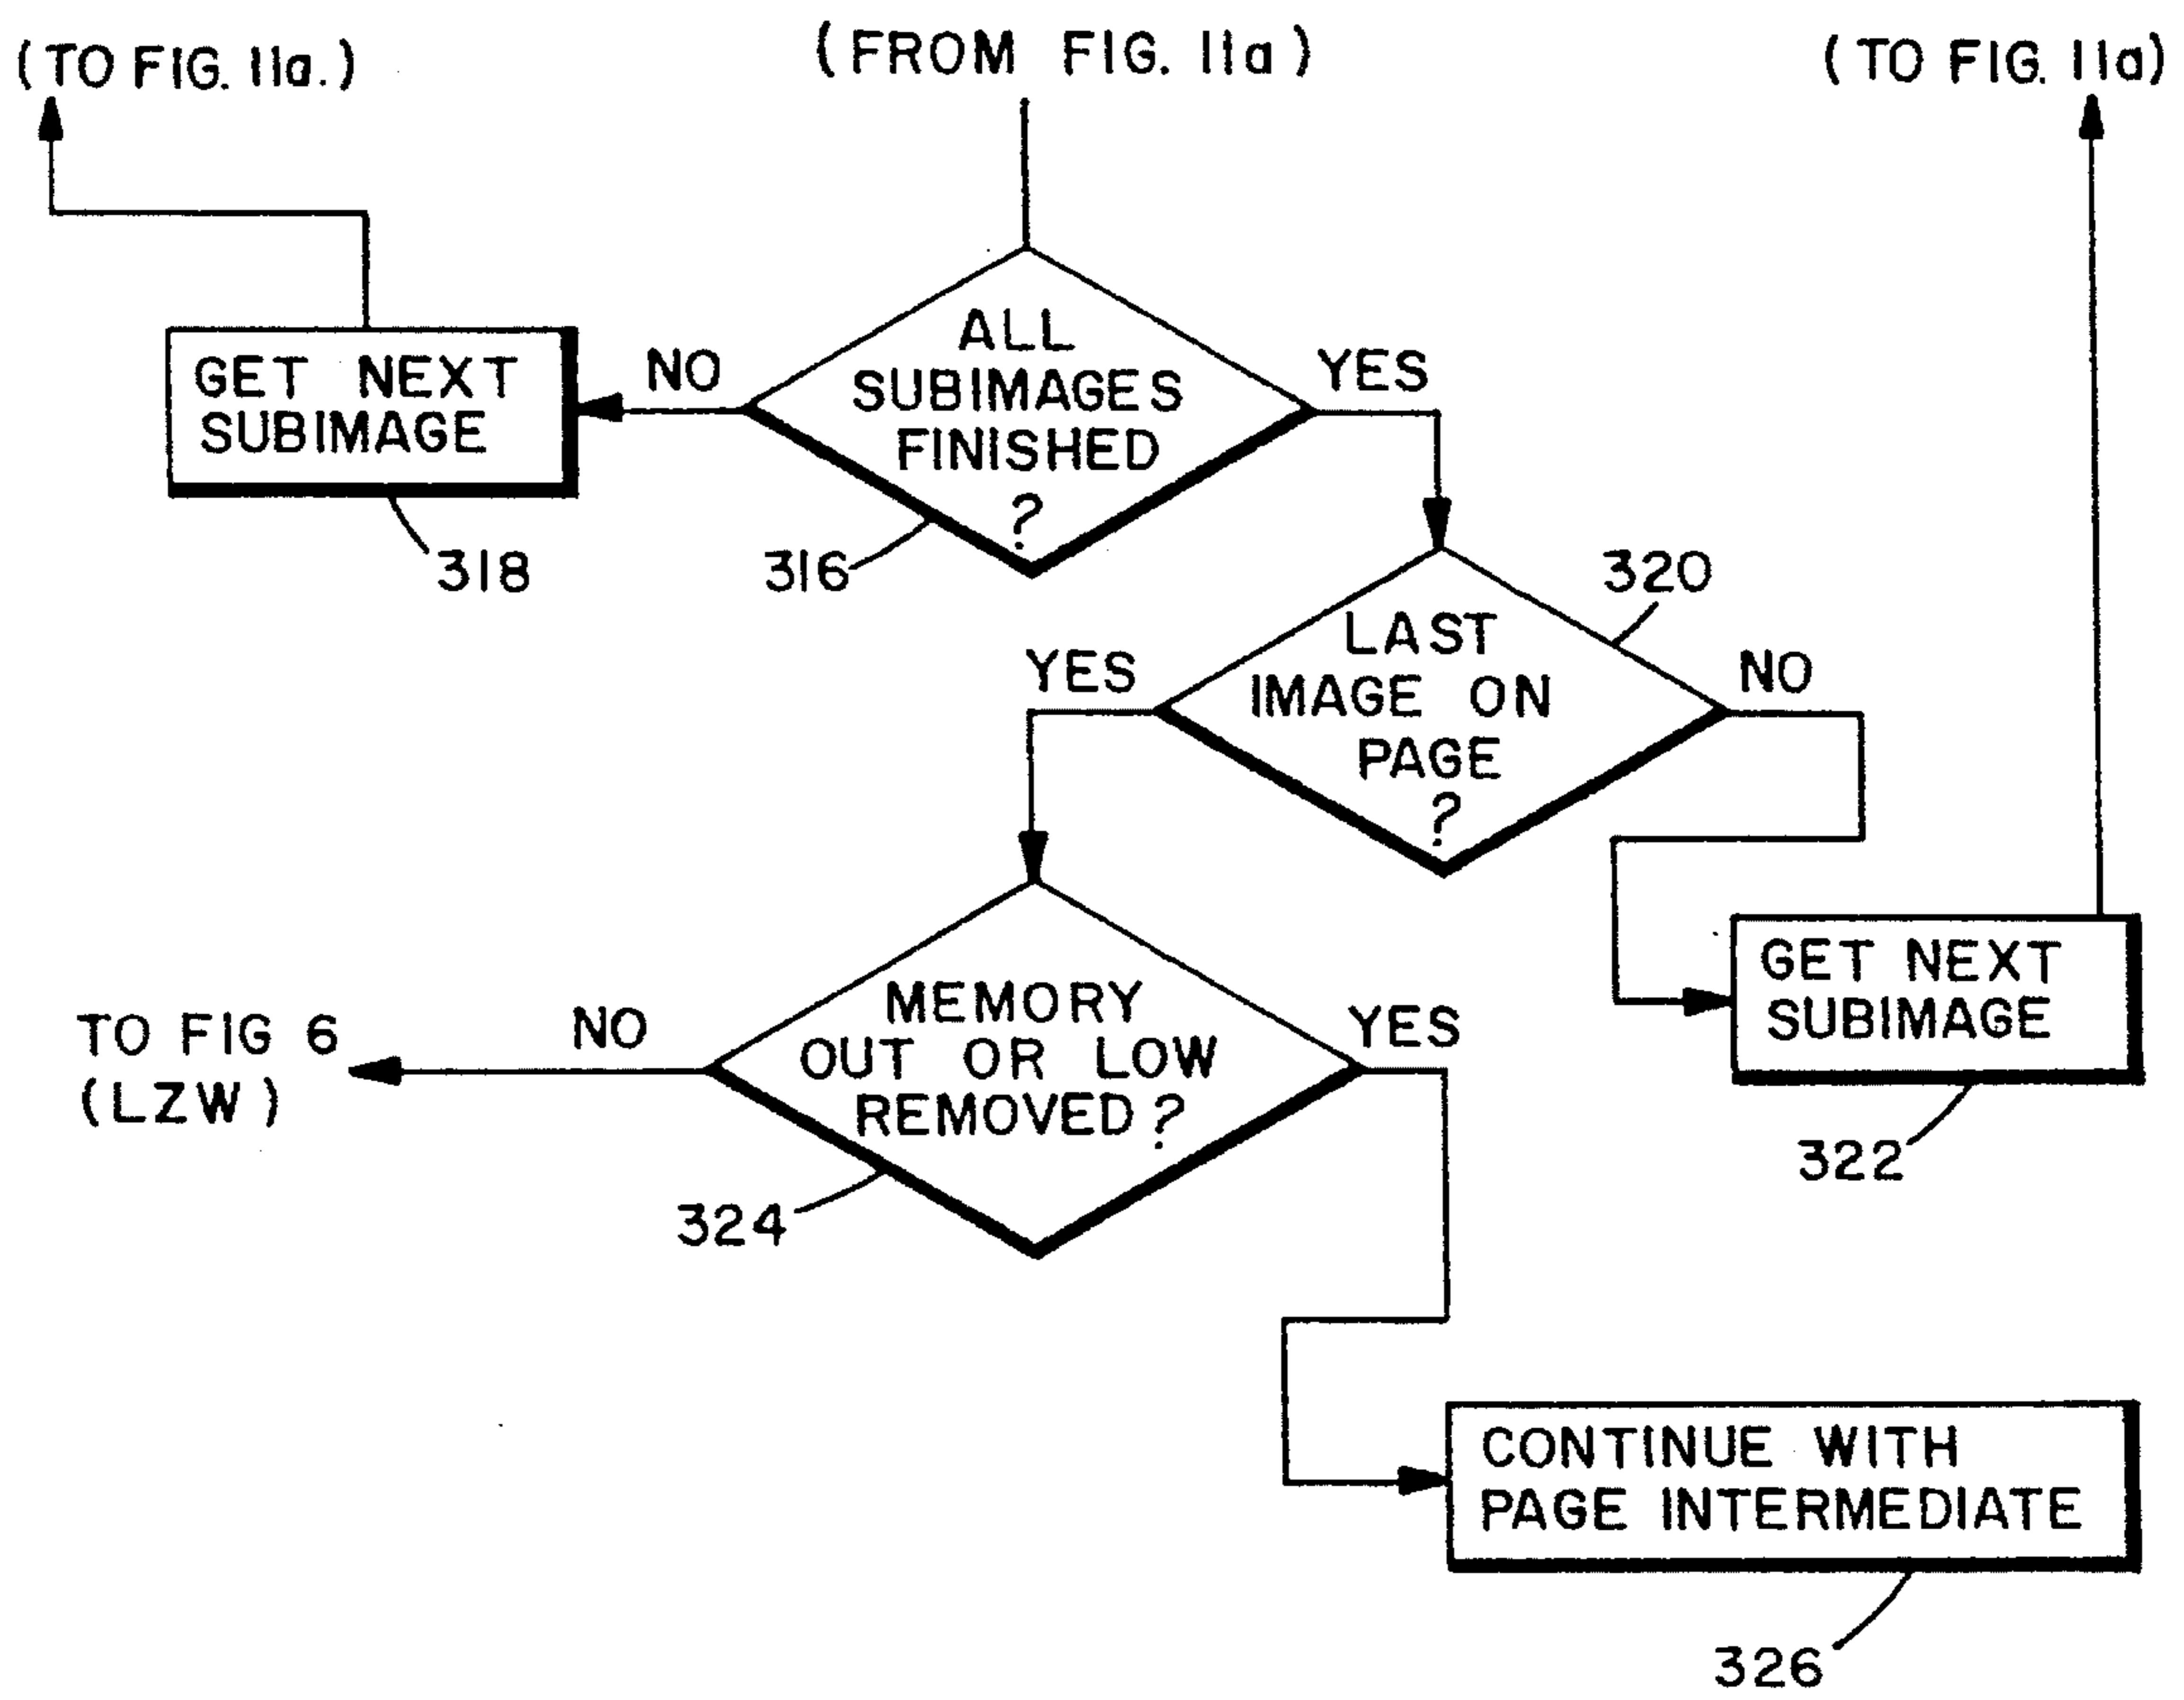 (TO FIG. 11a.)
(FROM FIG. 11a)
(TO FIG. 11a)
GET NEXT
SUBIMAGE
318
NO
ALL
SUBIMAGES
FINISHED
?
316
YES
320
LAST
IMAGE ON
PAGE
?
YES
NO
GET NEXT
SUBIMAGE
322
MEMORY
OUT OR LOW
REMOVED?
324
NO
YES
TO FIG 6
(LZW)
CONTINUE WITH
PAGE INTERMEDIATE
326